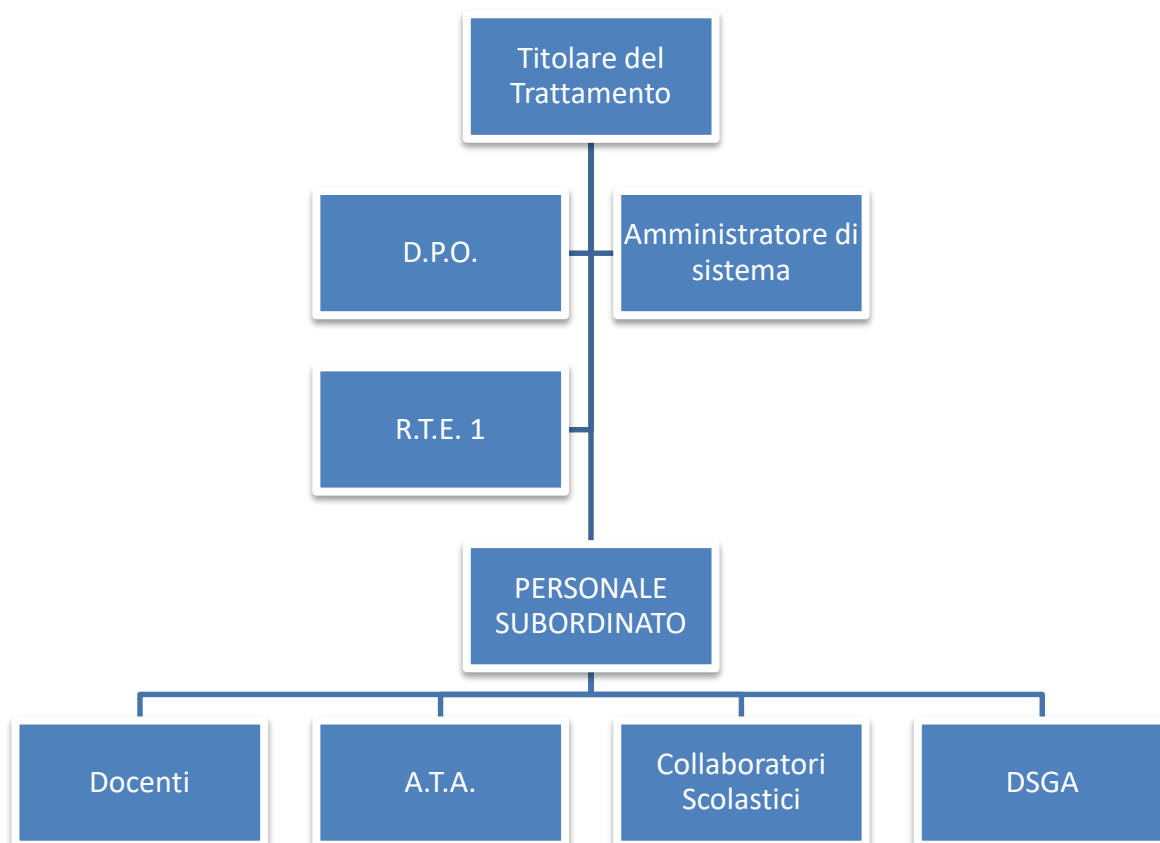 Titolare del
Trattamento
D.P.O.
Amministratore di
sistema
R.T.E. 1
PERSONALE
SUBORDINATO
Docenti
A.T.A.
Collaboratori
Scolastici
DSGA